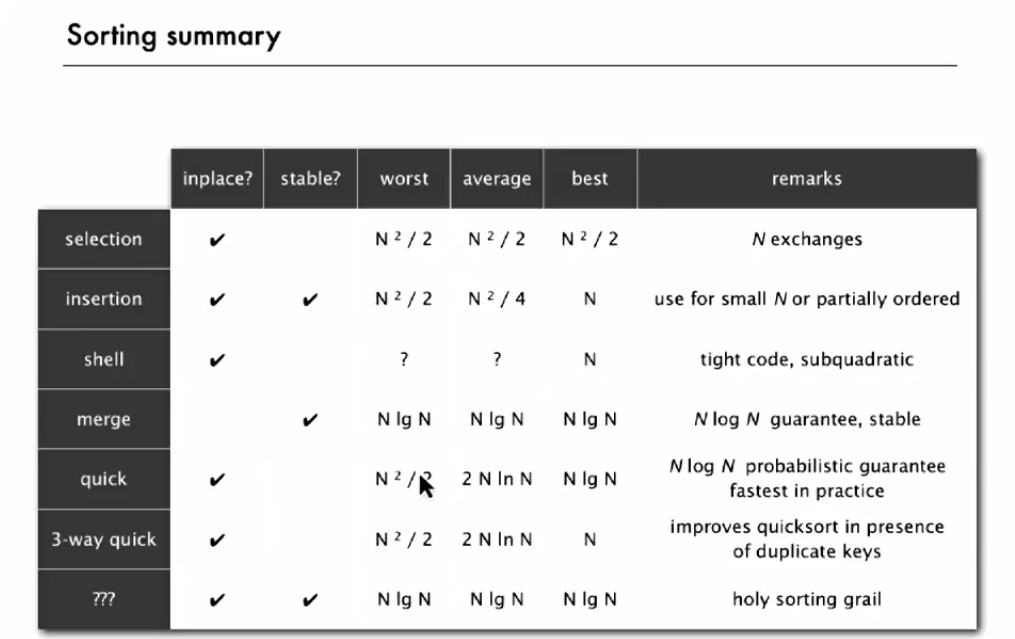 Sorting summary
inplace? stable? worst average best remarks
selection ✔ N ² / 2 N ² / 2 N ² / 2 N exchanges
insertion ✔ ✔ N ² / 2 N ² / 4 N use for small N or partially ordered
shell ✔ ? ? N tight code, subquadratic
merge ✔ N lg N N lg N N lg N N log N guarantee, stable
quick ✔ N ² / 2 N ln N N lg N N log N probabilistic guarantee
fastest in practice
3-way quick ✔ N ² / 2 2 N ln N N improves quicksort in presence
of duplicate keys
??? ✔ ✔ N lg N N lg N N lg N holy sorting grail